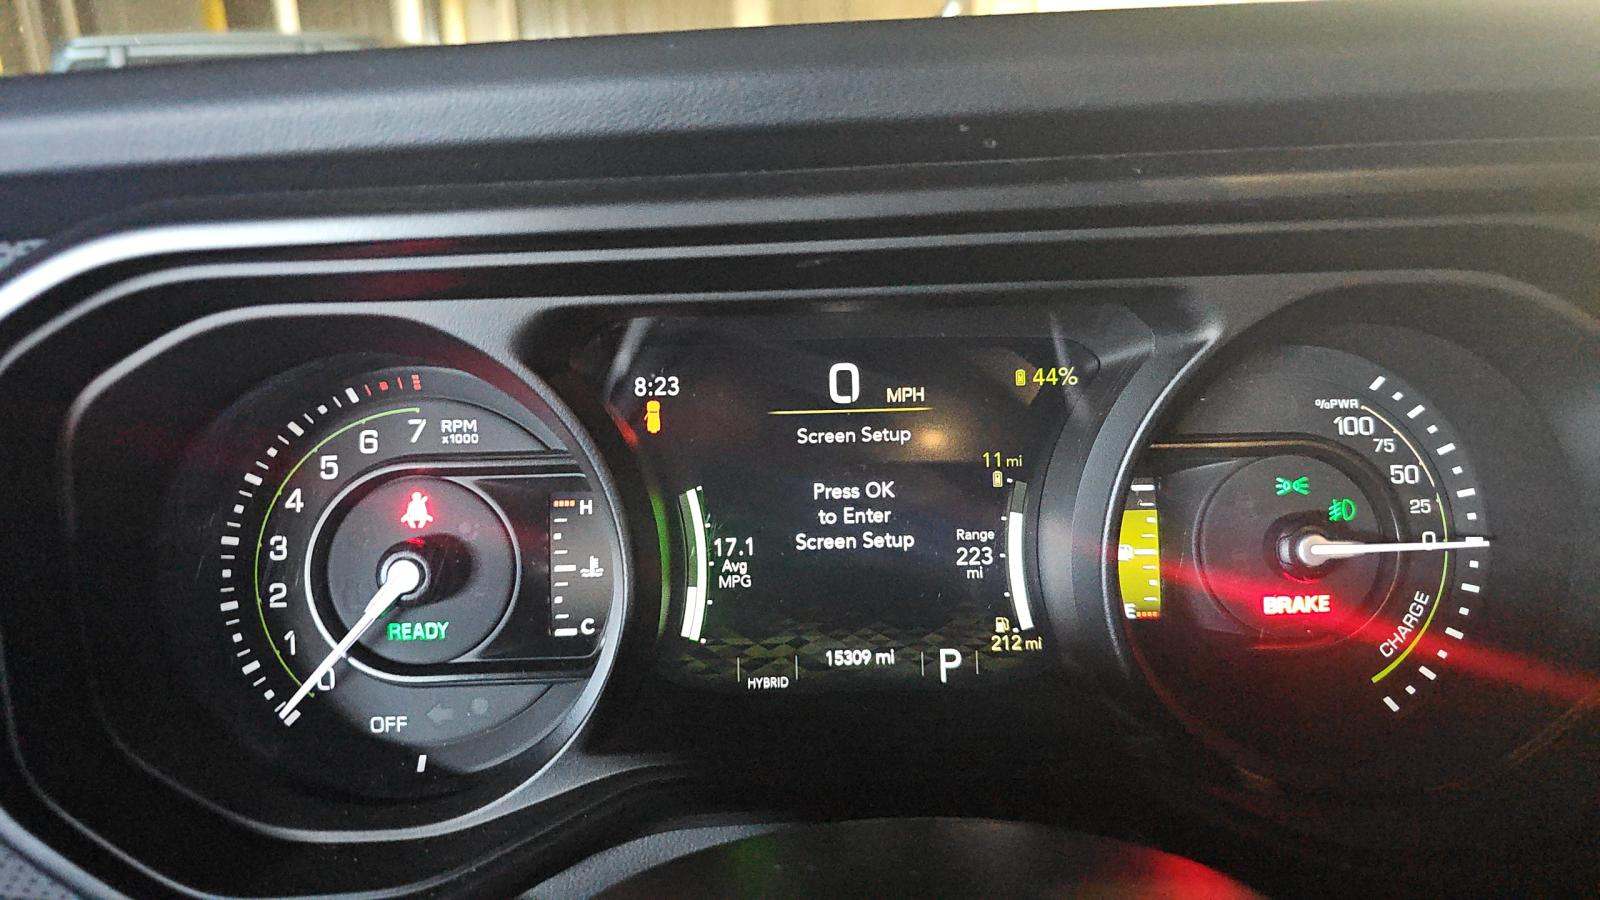 7
6
5
4
3
2
1
0
RPM
x1000
READY
OFF
H
C
8:23
0 MPH
44%
Screen Setup
Press OK
to Enter
Screen Setup
17.1
Avg
MPG
11 mi
Range
223
mi
212 mi
HYBRID
15309 mi
P
E
%PWR
100
75
50
25
0
CHARGE
BRAKE